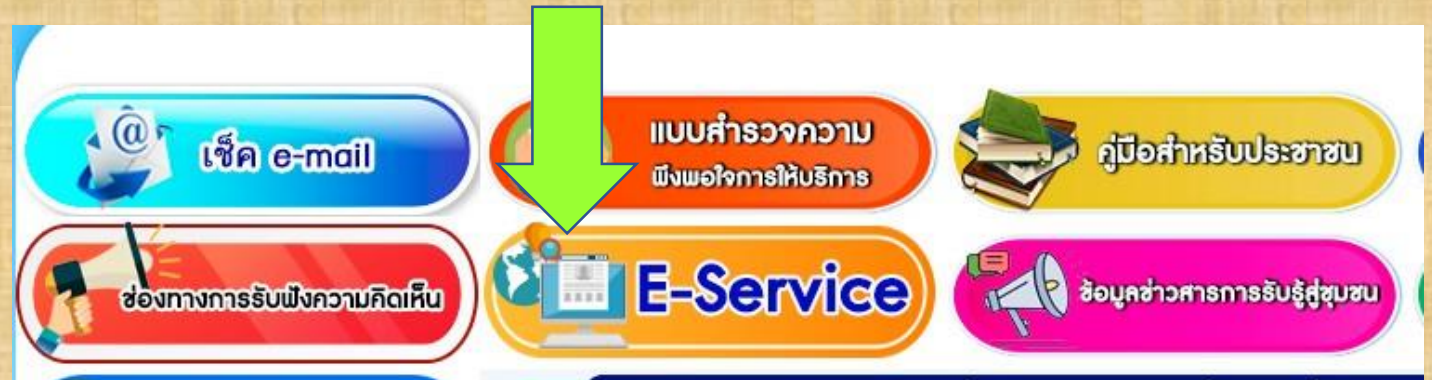 เช็ค e-mail
แบบสำรวจความ
พึงพอใจการให้บริการ
คู่มือสำหรับประชาชน
ช่องทางการรับฟังความคิดเห็น
E-Service
ข้อมูลข่าวสารการรับรู้สู่ชุมชน